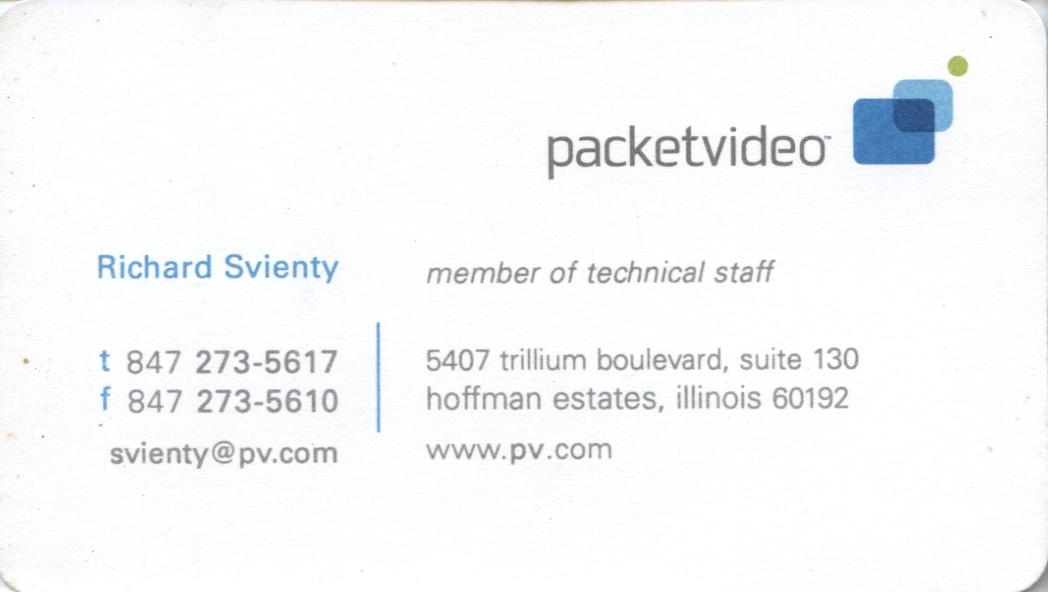 packetvideo™
Richard Svienty
member of technical staff
t 847 273-5617
f 847 273-5610
svienty@pv.com
5407 trillium boulevard, suite 130
hoffman estates, illinois 60192
www.pv.com